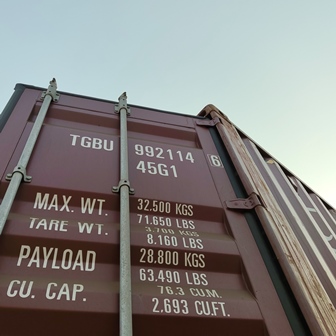 TGBU 992114 6
45G1
MAX. WT. 32.500 KGS
71.650 LBS
TARE WT. 3.700 KGS
8.160 LBS
PAYLOAD 28.800 KGS
63.490 LBS
CU. CAP. 76.3 CU.M.
2.693 CU.FT.